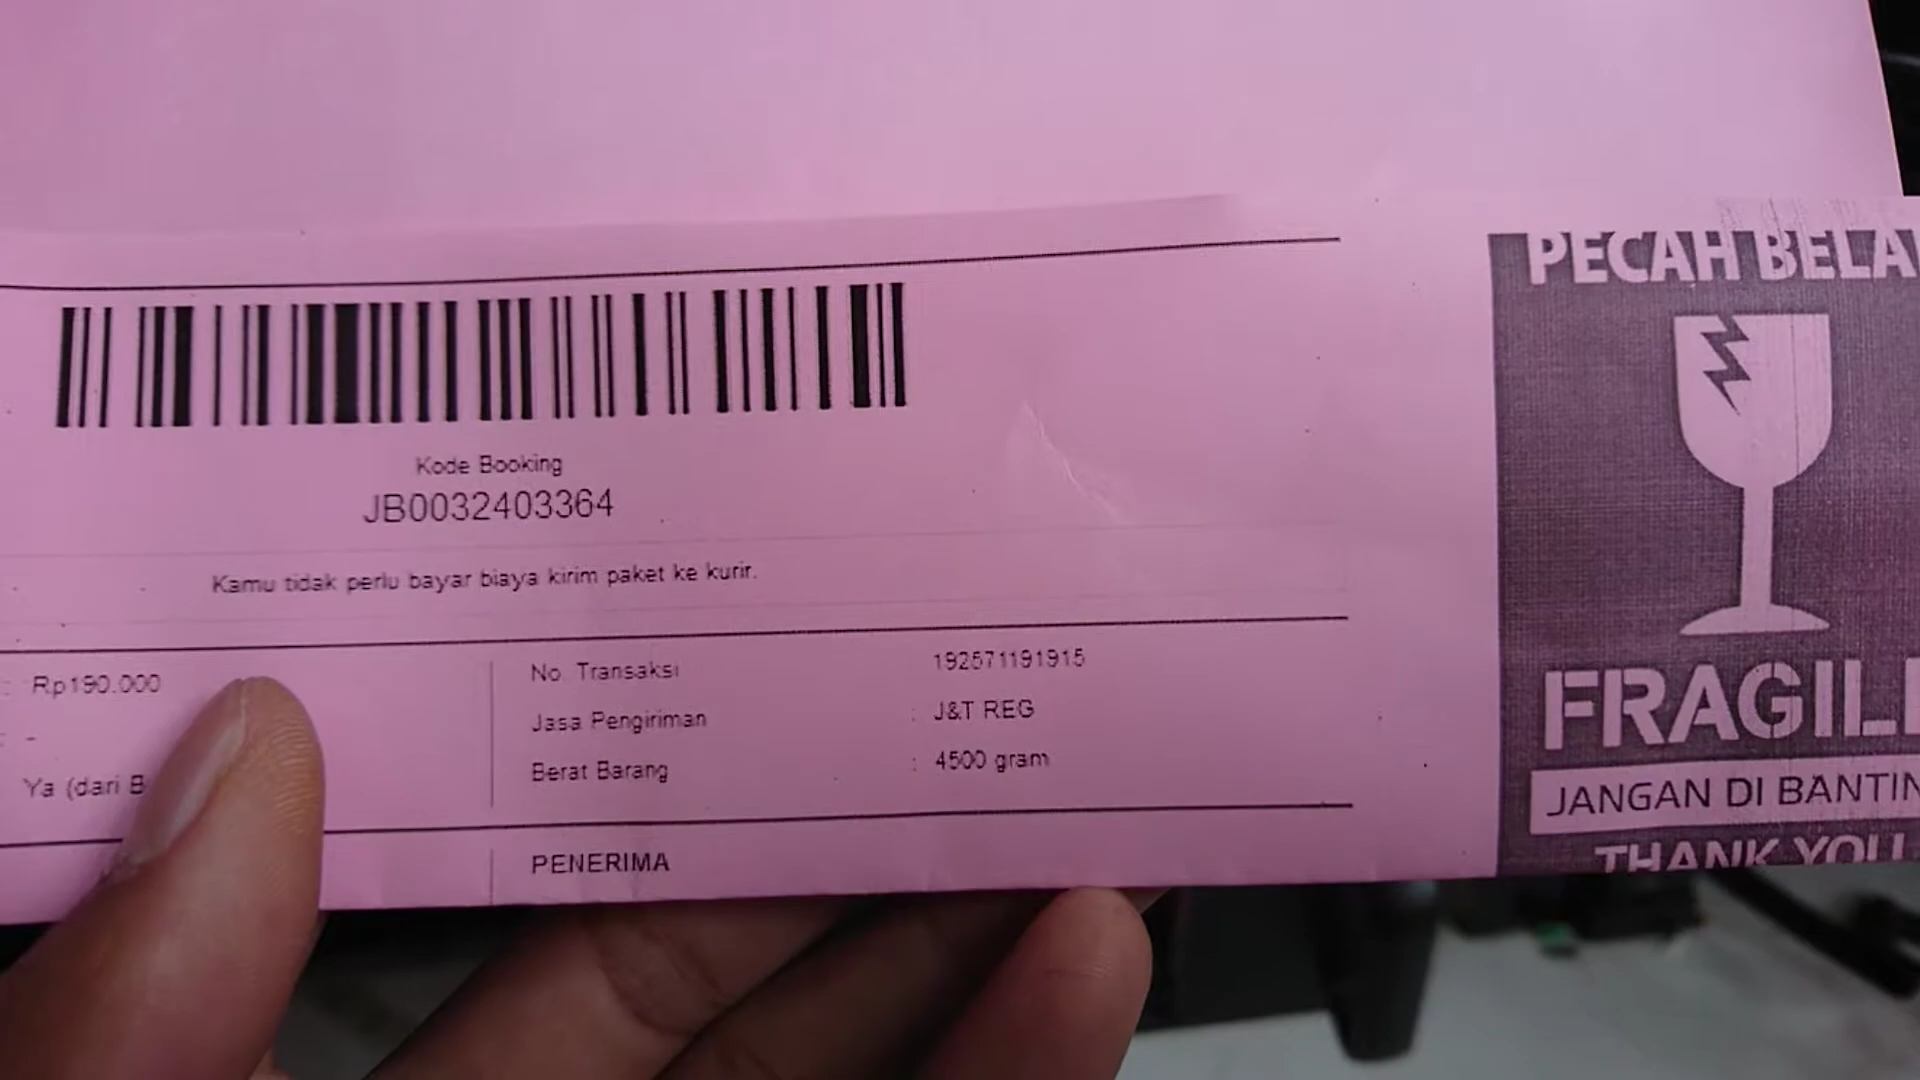 Kode Booking
JB0032403364
Kamu tidak perlu bayar biaya kirim paket ke kurir.
: Rp190.000
: -
Ya (dari B
No. Transaksi 192571191915
Jasa Pengiriman : J&T REG
Berat Barang : 4500 gram
PENERIMA
PECAH BELA
FRAGIL
JANGAN DI BANTIN
THANK YOU